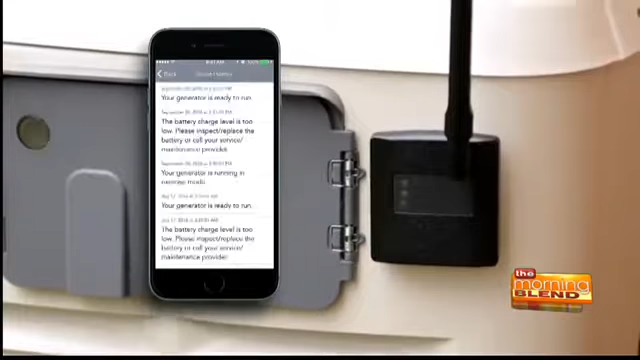 Back
Your generator is ready to run.
The battery charge level is too
low. Please inspect/replace the
battery or call your service/
maintenance provider.
Your generator is running in
exercise mode.
Your generator is ready to run.
The battery charge level is too
low. Please inspect/replace the
battery or call your service/
maintenance provider.
the
morning
BLEND